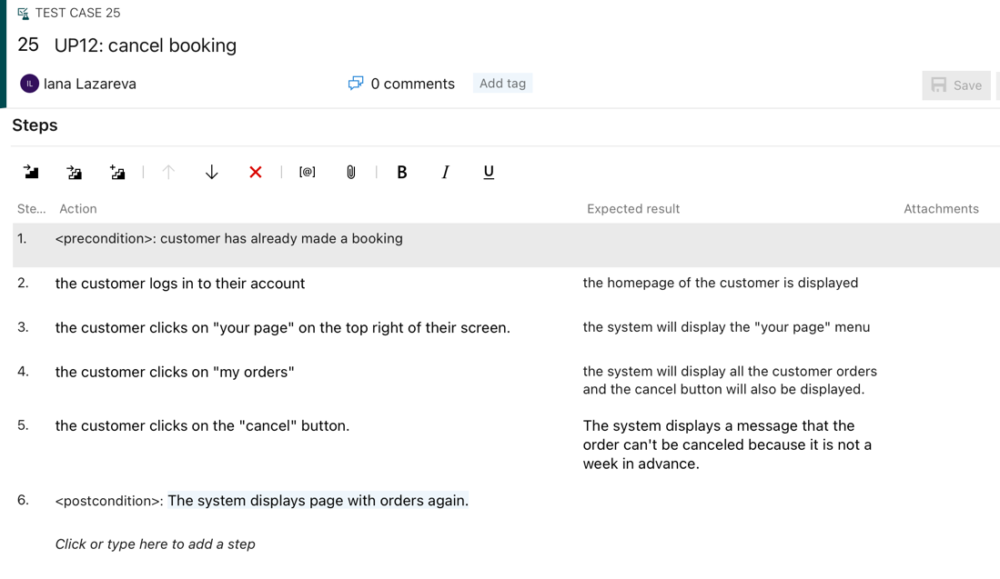 TEST CASE 25
25 UP12: cancel booking
IL Iana Lazareva 0 comments Add tag Save
Steps
[@] B I U
Ste... Action Expected result Attachments
1. <precondition>: customer has already made a booking
2. the customer logs in to their account the homepage of the customer is displayed
3. the customer clicks on "your page" on the top right of their screen. the system will display the "your page" menu
4. the customer clicks on "my orders" the system will display all the customer orders
and the cancel button will also be displayed.
5. the customer clicks on the "cancel" button. The system displays a message that the
order can't be canceled because it is not a
week in advance.
6. <postcondition>: The system displays page with orders again.
Click or type here to add a step